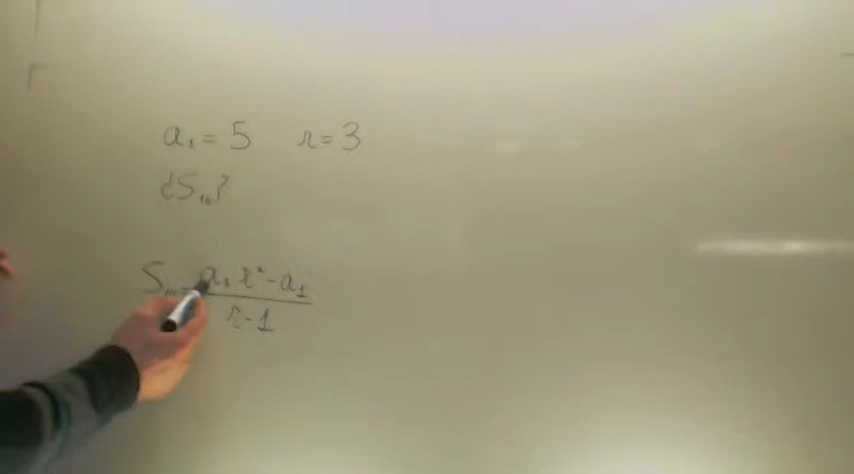 a₁ = 5 r = 3
¿S₁₀?
Sₙ = a₁ rⁿ - a₁
r - 1